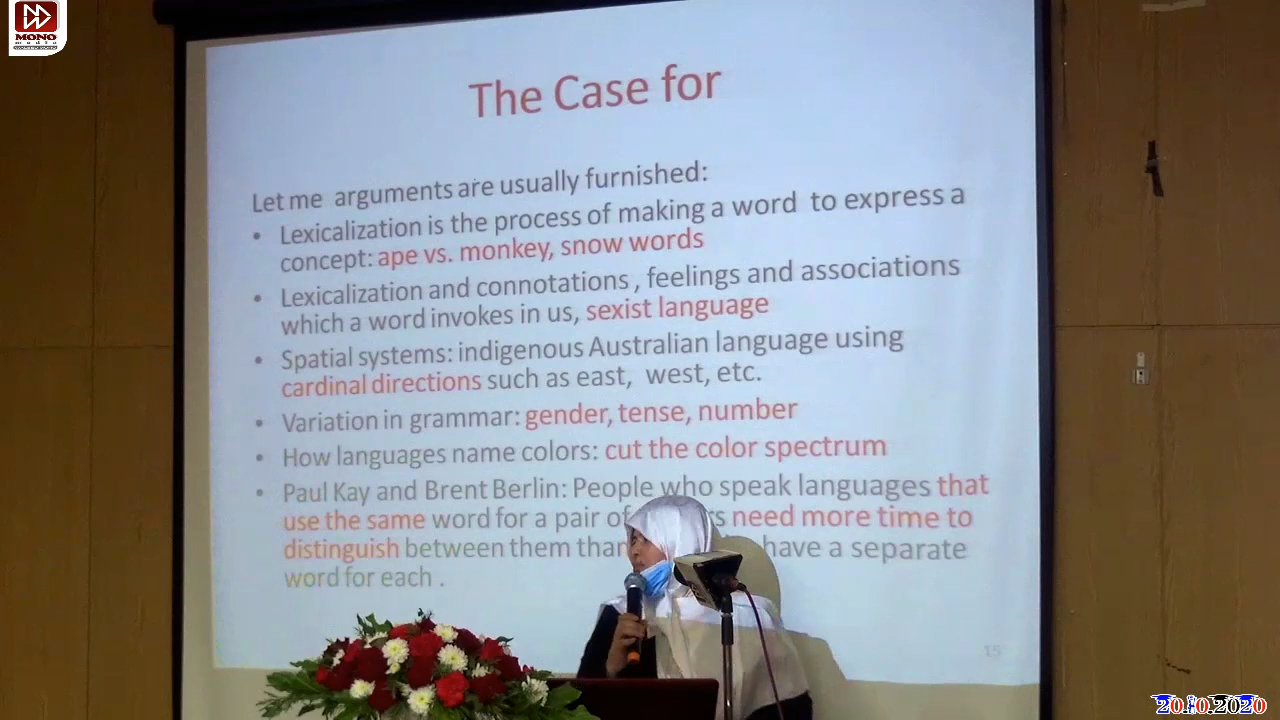 MONO
media
The Case for
Let me arguments are usually furnished:
• Lexicalization is the process of making a word to express a
concept: ape vs. monkey, snow words
• Lexicalization and connotations , feelings and associations
which a word invokes in us, sexist language
• Spatial systems: indigenous Australian language using
cardinal directions such as east, west, etc.
• Variation in grammar: gender, tense, number
• How languages name colors: cut the color spectrum
• Paul Kay and Brent Berlin: People who speak languages that
use the same word for a pair of need more time to
distinguish between them than have a separate
word for each .
15
20.10.2020